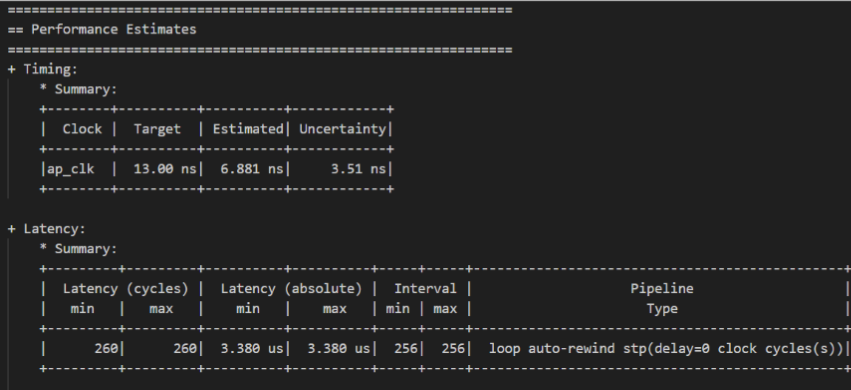 ================================================================
== Performance Estimates
================================================================
+ Timing:
    * Summary:
    +--------+----------+----------+------------+
    |  Clock |  Target  | Estimated| Uncertainty|
    +--------+----------+----------+------------+
    |ap_clk  |  13.00 ns|  6.881 ns|     3.51 ns|
    +--------+----------+----------+------------+

+ Latency:
    * Summary:
    +---------+---------+----------+----------+-----+-----+-----------------------------------------------+
    |  Latency (cycles) |  Latency (absolute) |  Interval |                    Pipeline                   |
    |   min   |   max   |    min   |    max   | min | max |                      Type                     |
    +---------+---------+----------+----------+-----+-----+-----------------------------------------------+
    |      260|      260|  3.380 us|  3.380 us|  256|  256|  loop auto-rewind stp(delay=0 clock cycles(s))|
    +---------+---------+----------+----------+-----+-----+-----------------------------------------------+